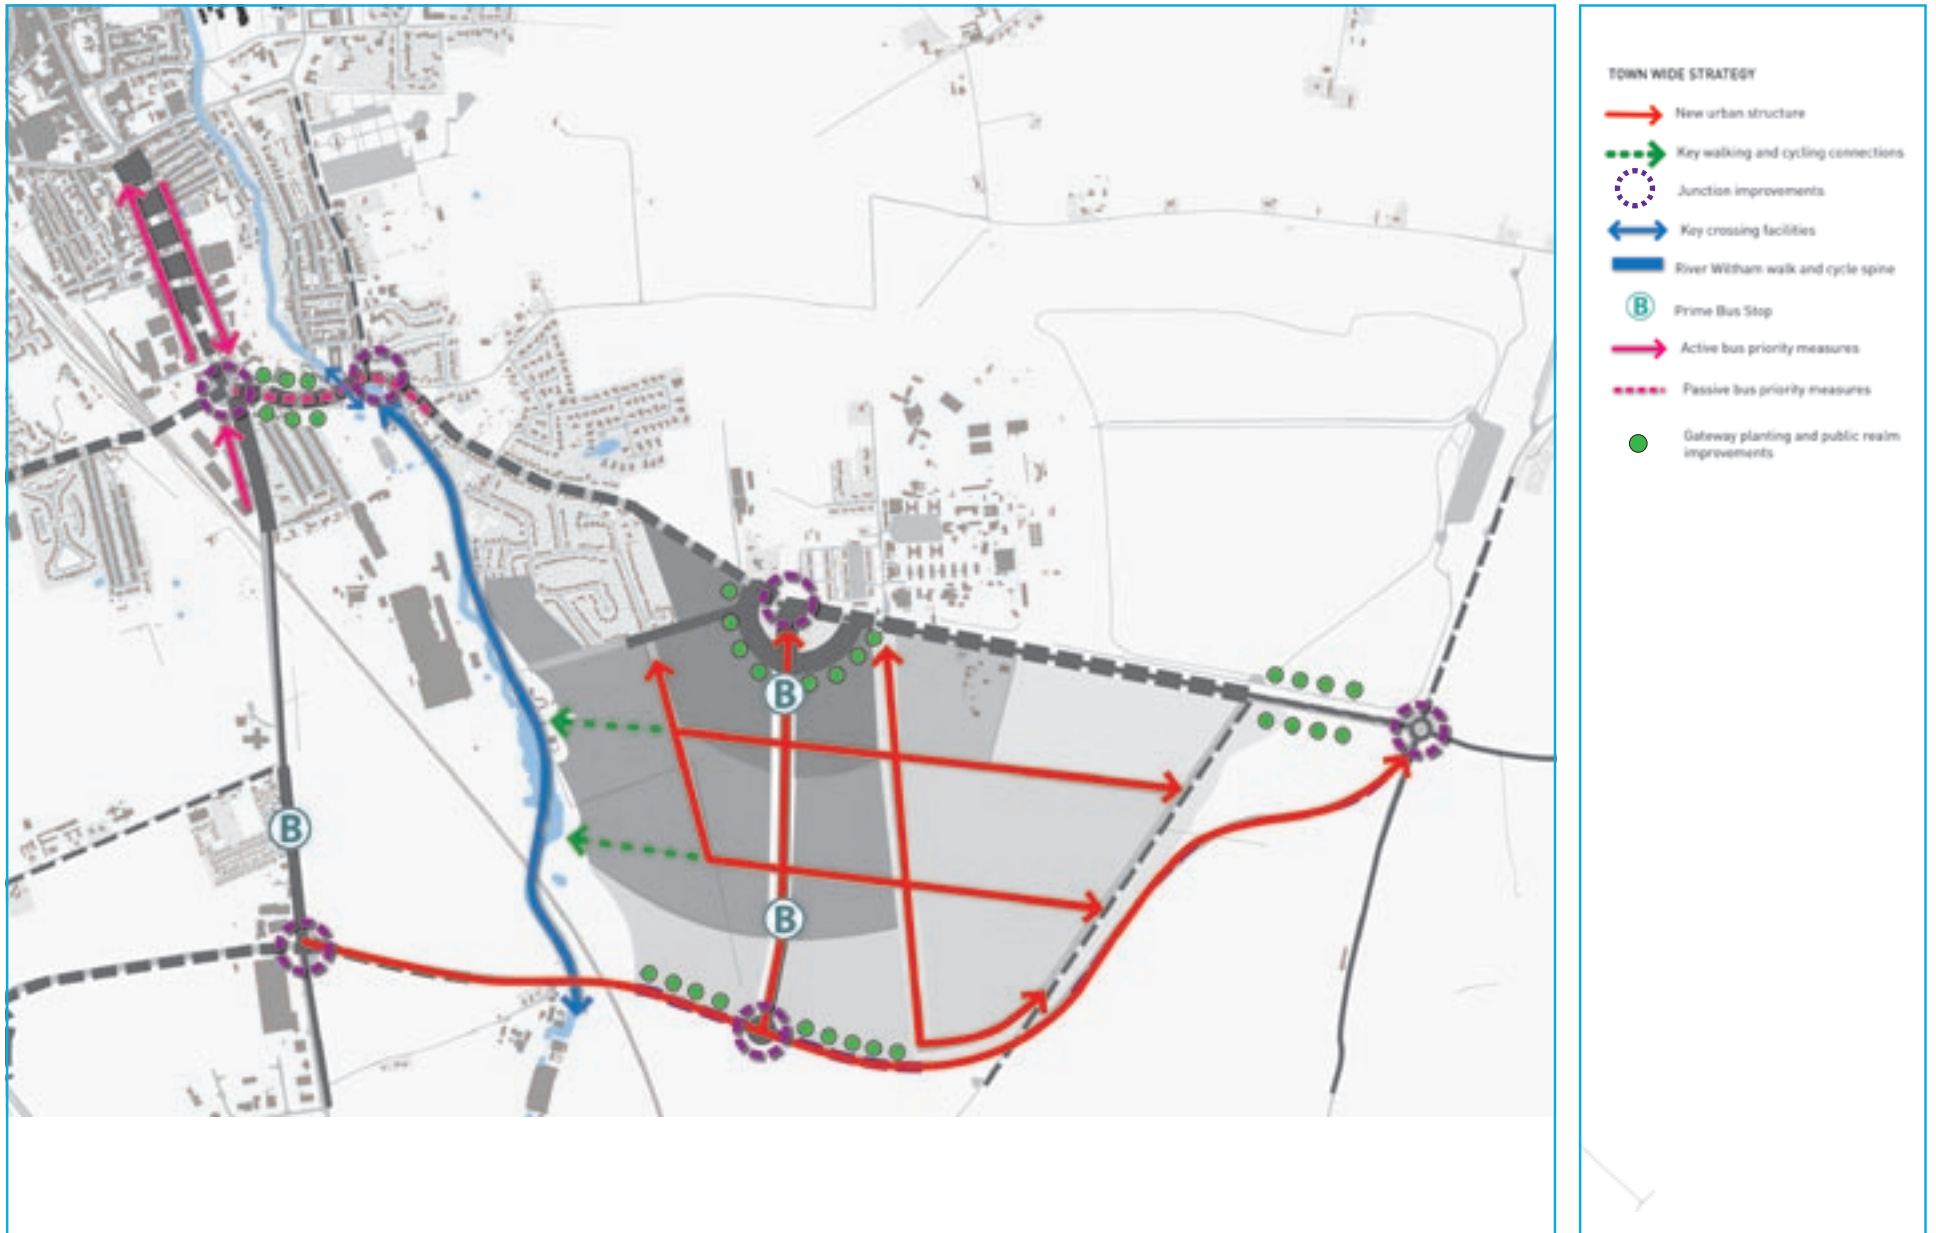 B
B
B
TOWN WIDE STRATEGY
New urban structure
Key walking and cycling connections
Junction improvements
Key crossing facilities
River Wiltham walk and cycle spine
B
Prime Bus Stop
Active bus priority measures
Passive bus priority measures
Gateway planting and public realm
improvements